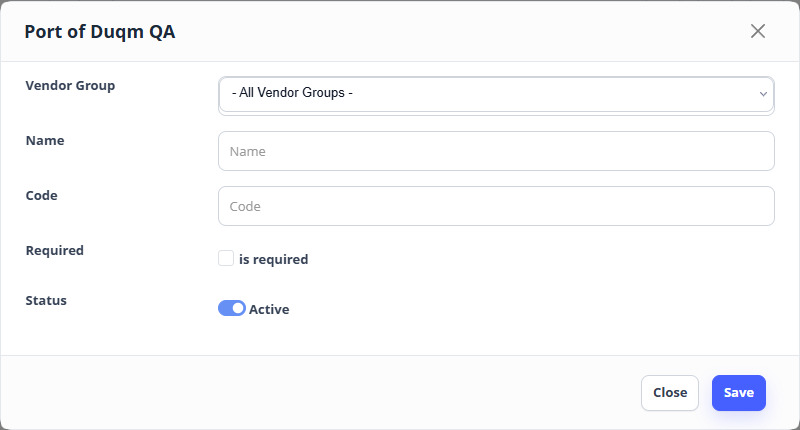 Port of Duqm QA
Vendor Group
- All Vendor Groups -
Name
Name
Code
Code
Required
is required
Status
Active
Close
Save